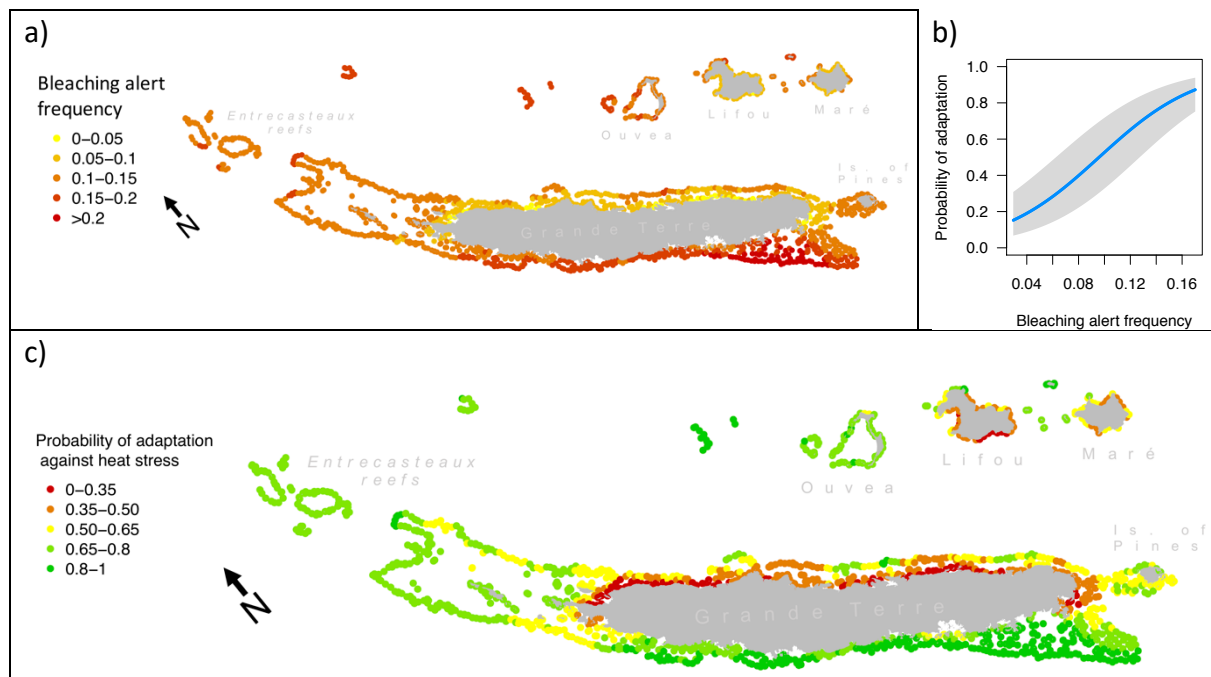 a)
Bleaching alert
frequency
0–0.05
0.05–0.1
0.1–0.15
0.15–0.2
>0.2
N
Entrecasteaux
reefs
Ouvea
Lifou
Maré
Is. of
Pines
Grande Terre
b)
Probability of adaptation
1.0
0.8
0.6
0.4
0.2
0.0
0.04
0.08
0.12
0.16
Bleaching alert frequency
c)
Probability of adaptation
against heat stress
0–0.35
0.35–0.50
0.50–0.65
0.65–0.8
0.8–1
N
Entrecasteaux
reefs
Ouvea
Lifou
Maré
Is. of
Pines
Grande Terre